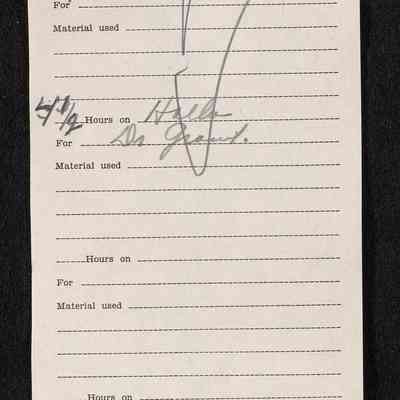 For
Material used
4 1/2 Hours on Halls
For Dr Grant.
Material used
Hours on
For
Material used
Hours on